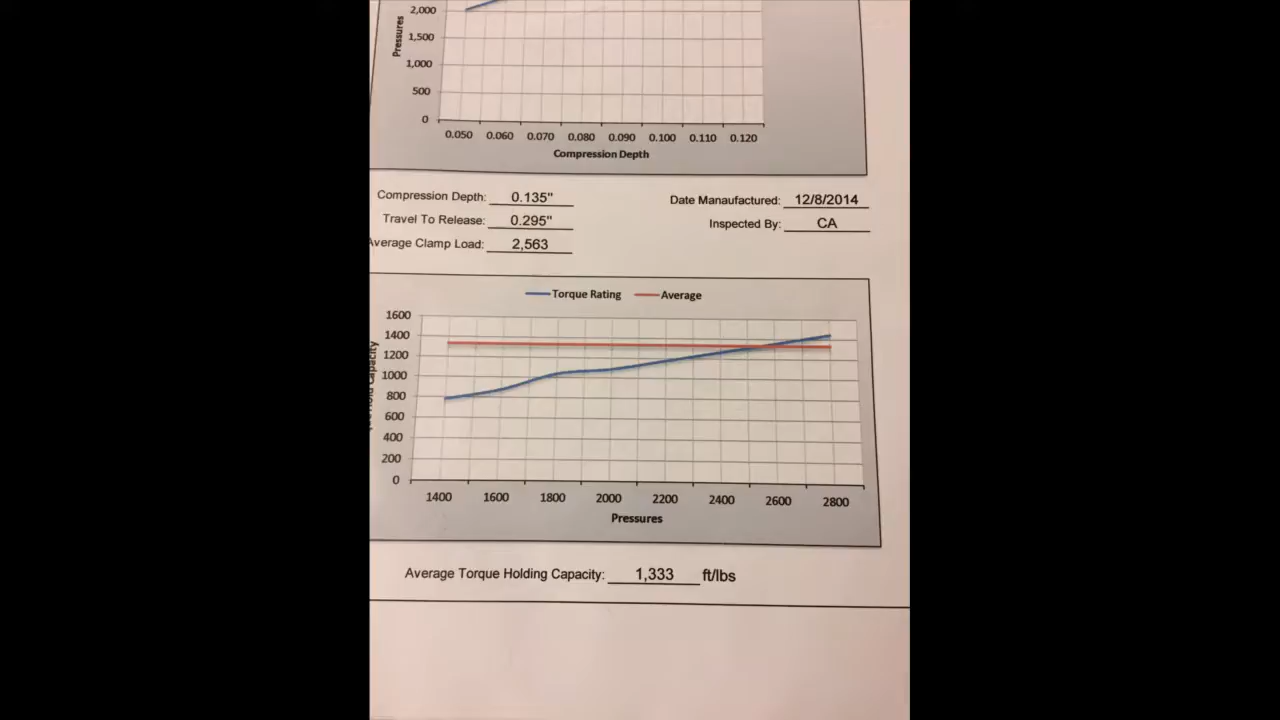 2,000
Pressures
1,500
1,000
500
0
0.050 0.060 0.070 0.080 0.090 0.100 0.110 0.120
Compression Depth
Compression Depth: 0.135"
Date Manaufactured: 12/8/2014
Travel To Release: 0.295"
Inspected By: CA
Average Clamp Load: 2,563
Torque Rating Average
1600
1400
1200
1000
800
600
400
200
0
Capacity
1400 1600 1800 2000 2200 2400 2600 2800
Pressures
Average Torque Holding Capacity: 1,333 ft/lbs